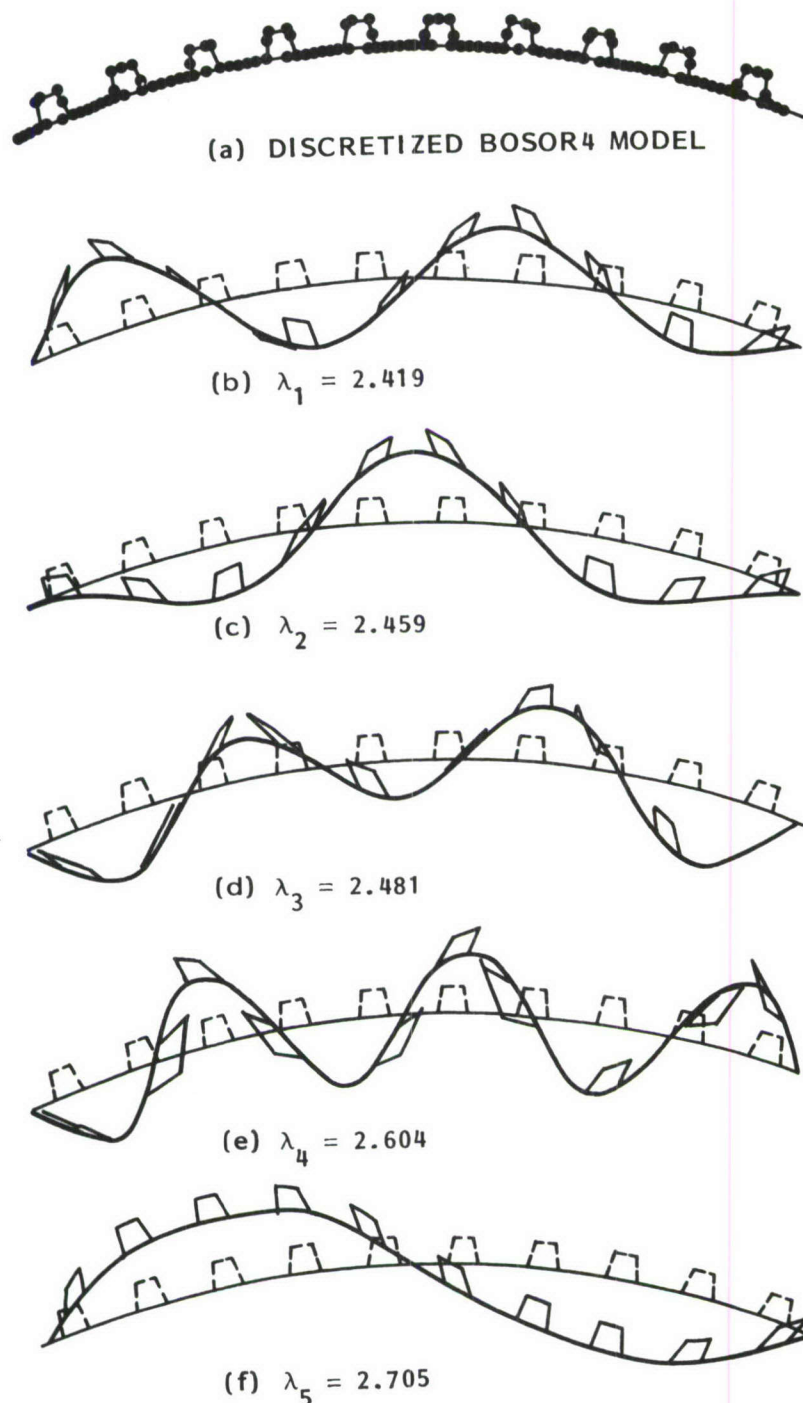 (a) DISCRETIZED BOSOR4 MODEL
(b) λ₁ = 2.419
(c) λ₂ = 2.459
(d) λ₃ = 2.481
(e) λ₄ = 2.604
(f) λ₅ = 2.705